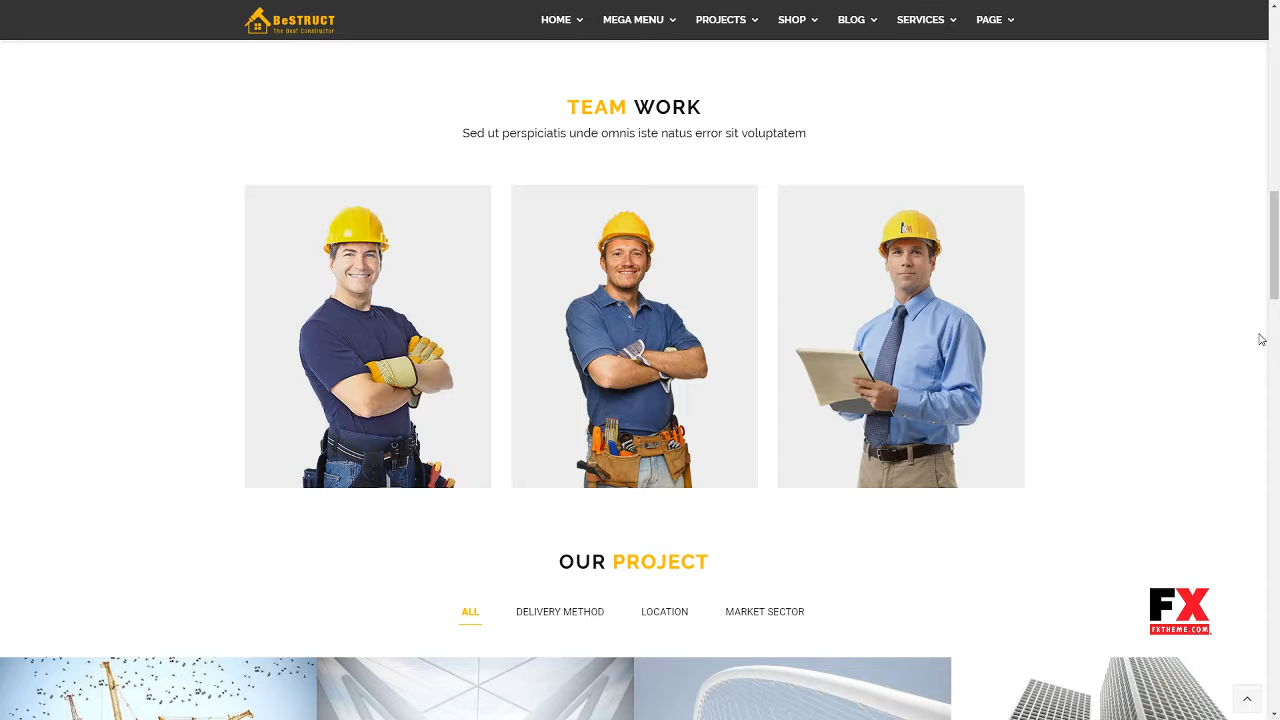 BeSTRUCT
The Best Constructor
HOME MEGA MENU PROJECTS SHOP BLOG SERVICES PAGE
TEAM WORK
Sed ut perspiciatis unde omnis iste natus error sit voluptatem
OUR PROJECT
ALL DELIVERY METHOD LOCATION MARKET SECTOR
FX
FXTHEME.COM